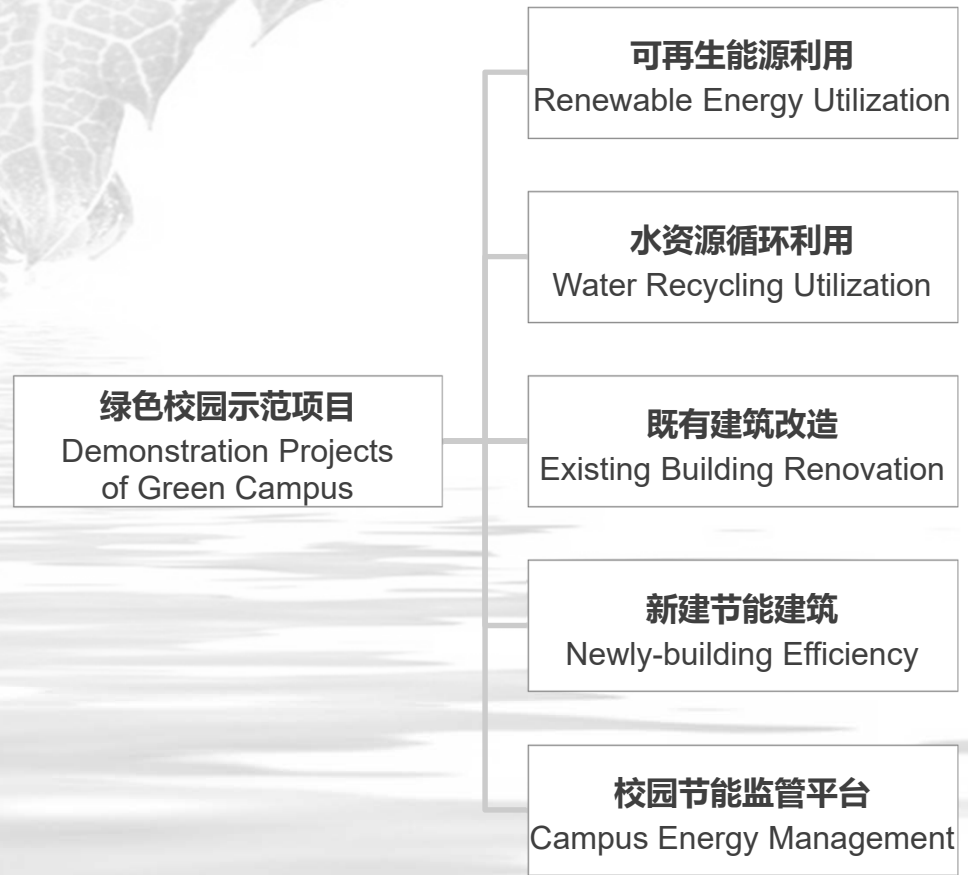 可再生能源利用
Renewable Energy Utilization
水资源循环利用
Water Recycling Utilization
绿色校园示范项目
Demonstration Projects
of Green Campus
既有建筑改造
Existing Building Renovation
新建节能建筑
Newly-building Efficiency
校园节能监管平台
Campus Energy Management